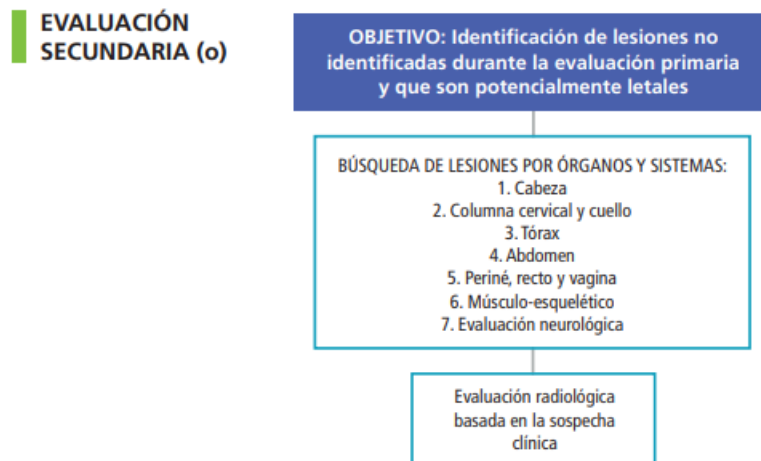 EVALUACIÓN
SECUNDARIA (o)
OBJETIVO: Identificación de lesiones no
identificadas durante la evaluación primaria
y que son potencialmente letales
BÚSQUEDA DE LESIONES POR ÓRGANOS Y SISTEMAS:
1. Cabeza
2. Columna cervical y cuello
3. Tórax
4. Abdomen
5. Periné, recto y vagina
6. Músculo-esquelético
7. Evaluación neurológica
Evaluación radiológica
basada en la sospecha
clínica